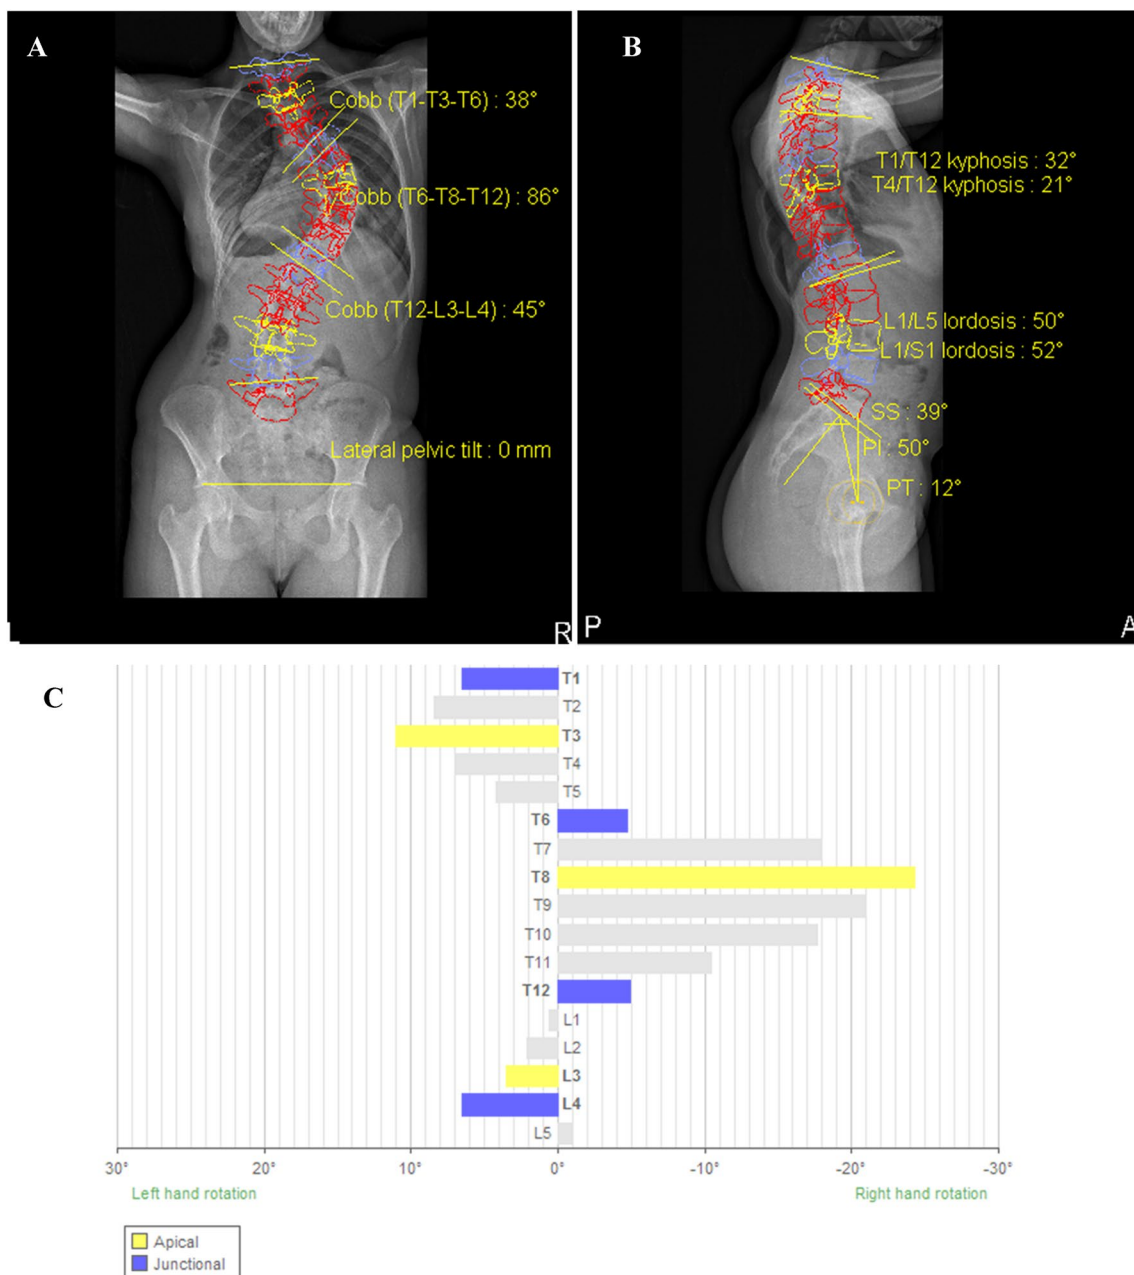 A
Cobb (T1-T3-T6) : 38°
Cobb (T6-T8-T12) : 86°
Cobb (T12-L3-L4) : 45°
Lateral pelvic tilt : 0 mm
R
B
T1/T12 kyphosis : 32°
T4/T12 kyphosis : 21°
L1/L5 lordosis : 50°
L1/S1 lordosis : 52°
SS : 39°
PI : 50°
PT : 12°
P
A
C
T1
T2
T3
T4
T5
T6
T7
T8
T9
T10
T11
T12
L1
L2
L3
L4
L5
30° 20° 10° 0° -10° -20° -30°
Left hand rotation Right hand rotation
Apical
Junctional